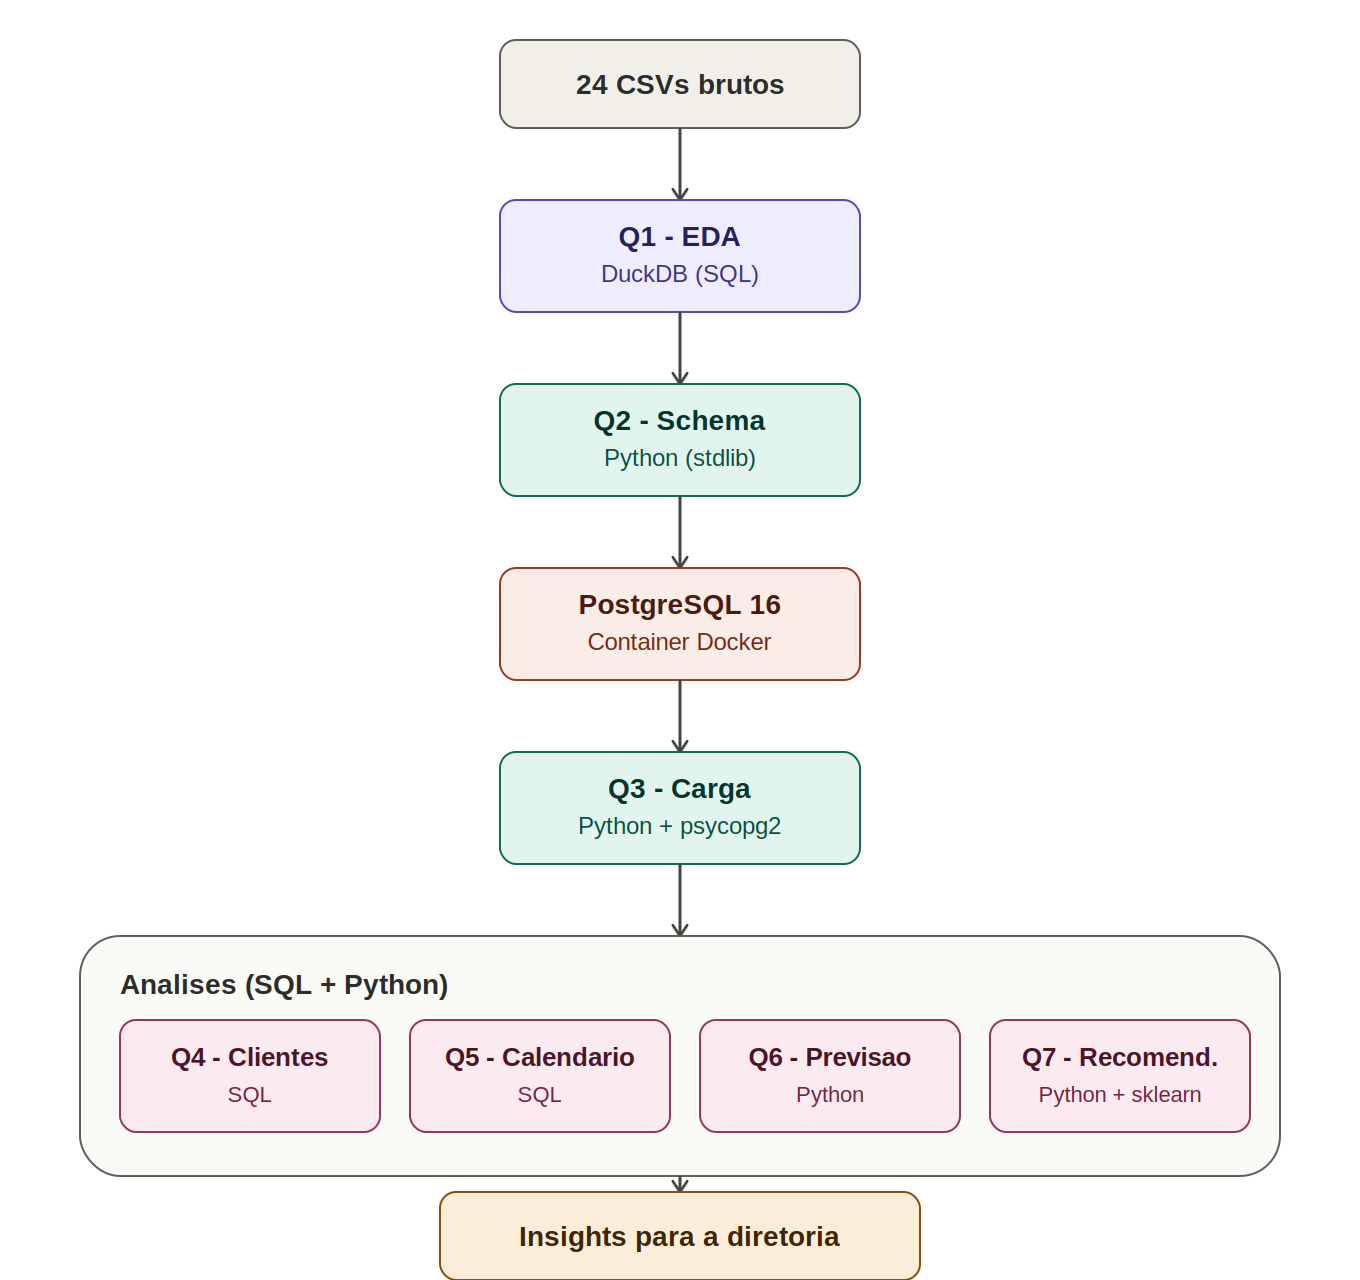 24 CSVs brutos
Q1 - EDA
DuckDB (SQL)
Q2 - Schema
Python (stdlib)
PostgreSQL 16
Container Docker
Q3 - Carga
Python + psycopg2
Analises (SQL + Python)
Q4 - Clientes
SQL
Q5 - Calendario
SQL
Q6 - Previsao
Python
Q7 - Recomend.
Python + sklearn
Insights para a diretoria